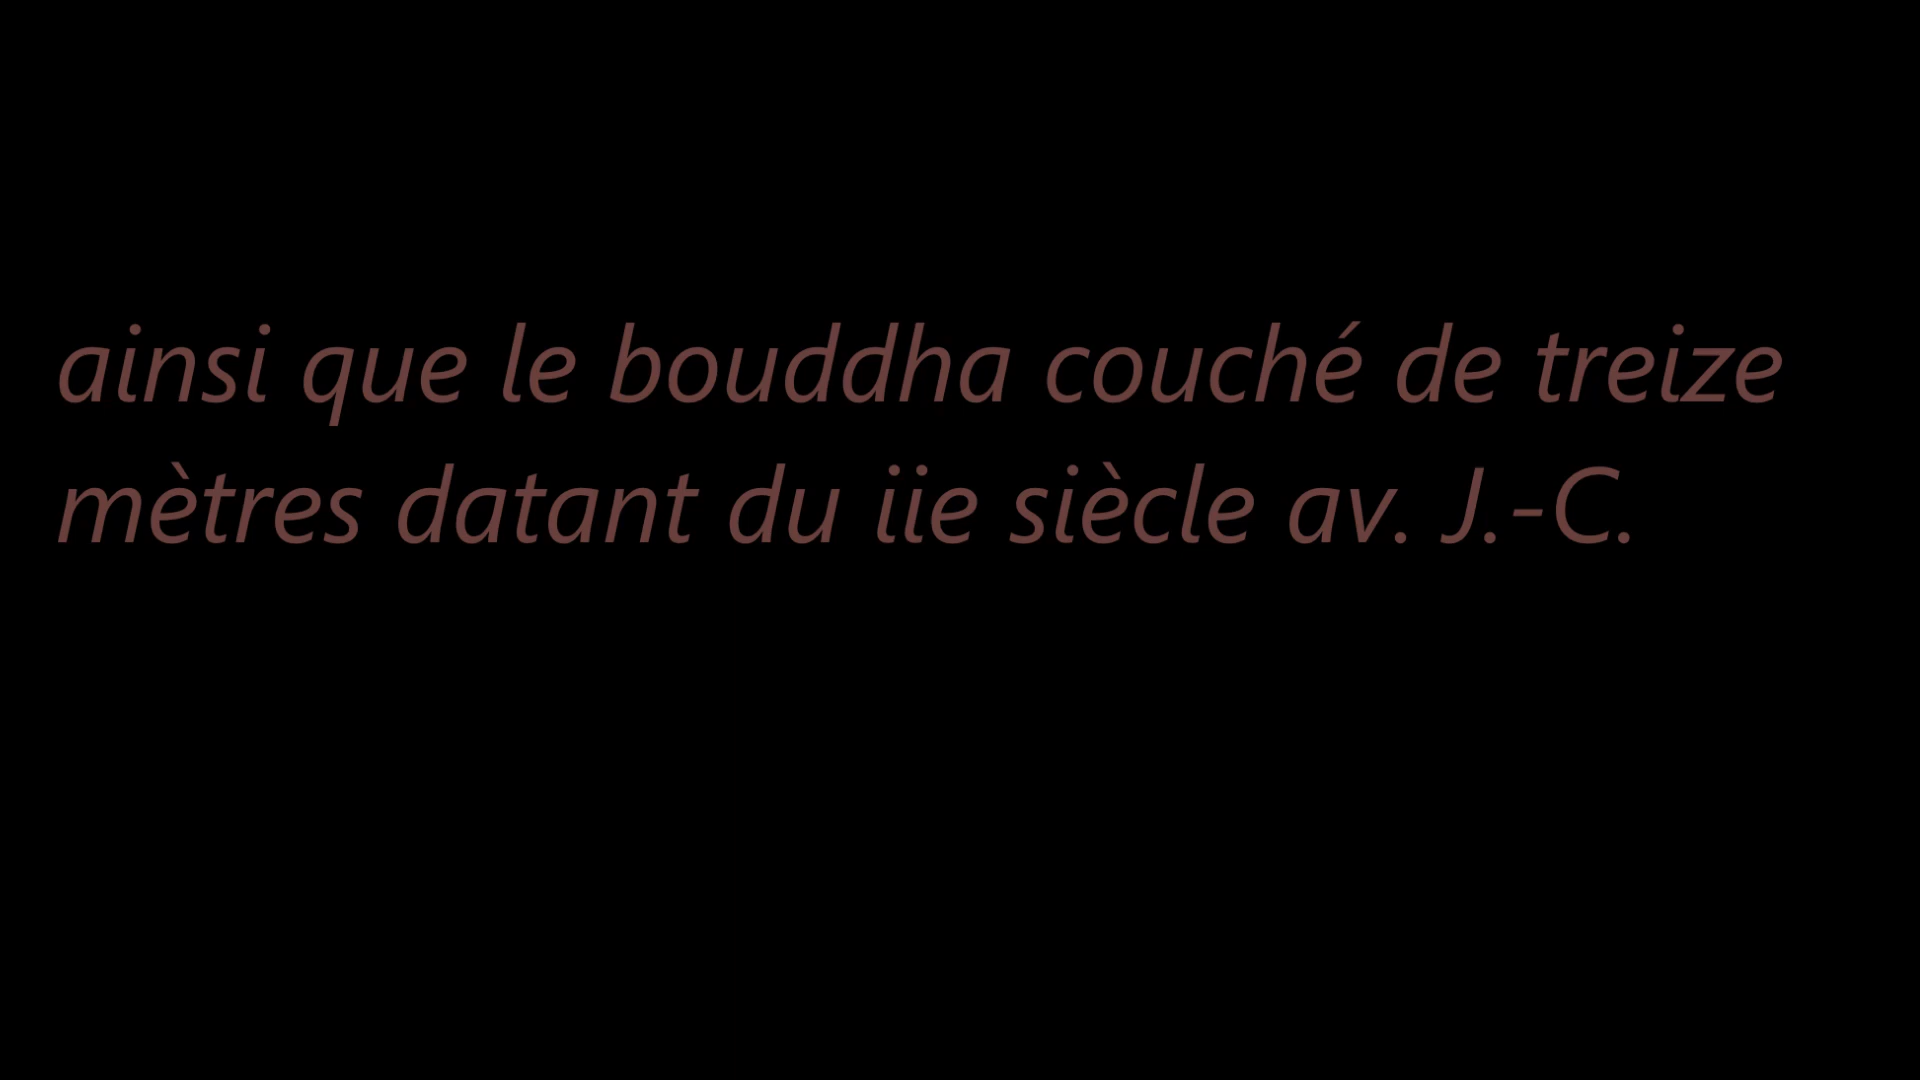 ainsi que le bouddha couché de treize
mètres datant du iie siècle av. J.-C.